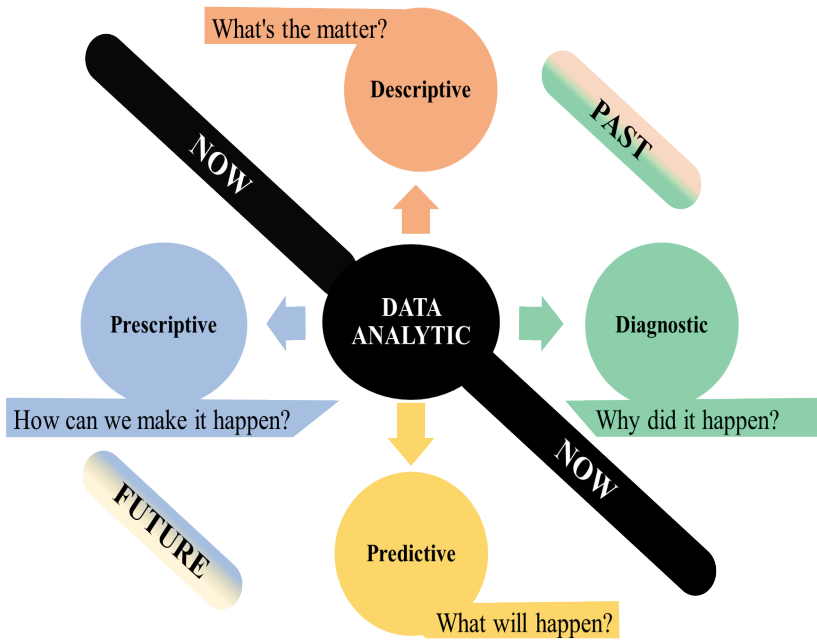 What's the matter?
Descriptive
PAST
NOW
DATA
ANALYTIC
Prescriptive
Diagnostic
How can we make it happen?
Why did it happen?
NOW
FUTURE
Predictive
What will happen?